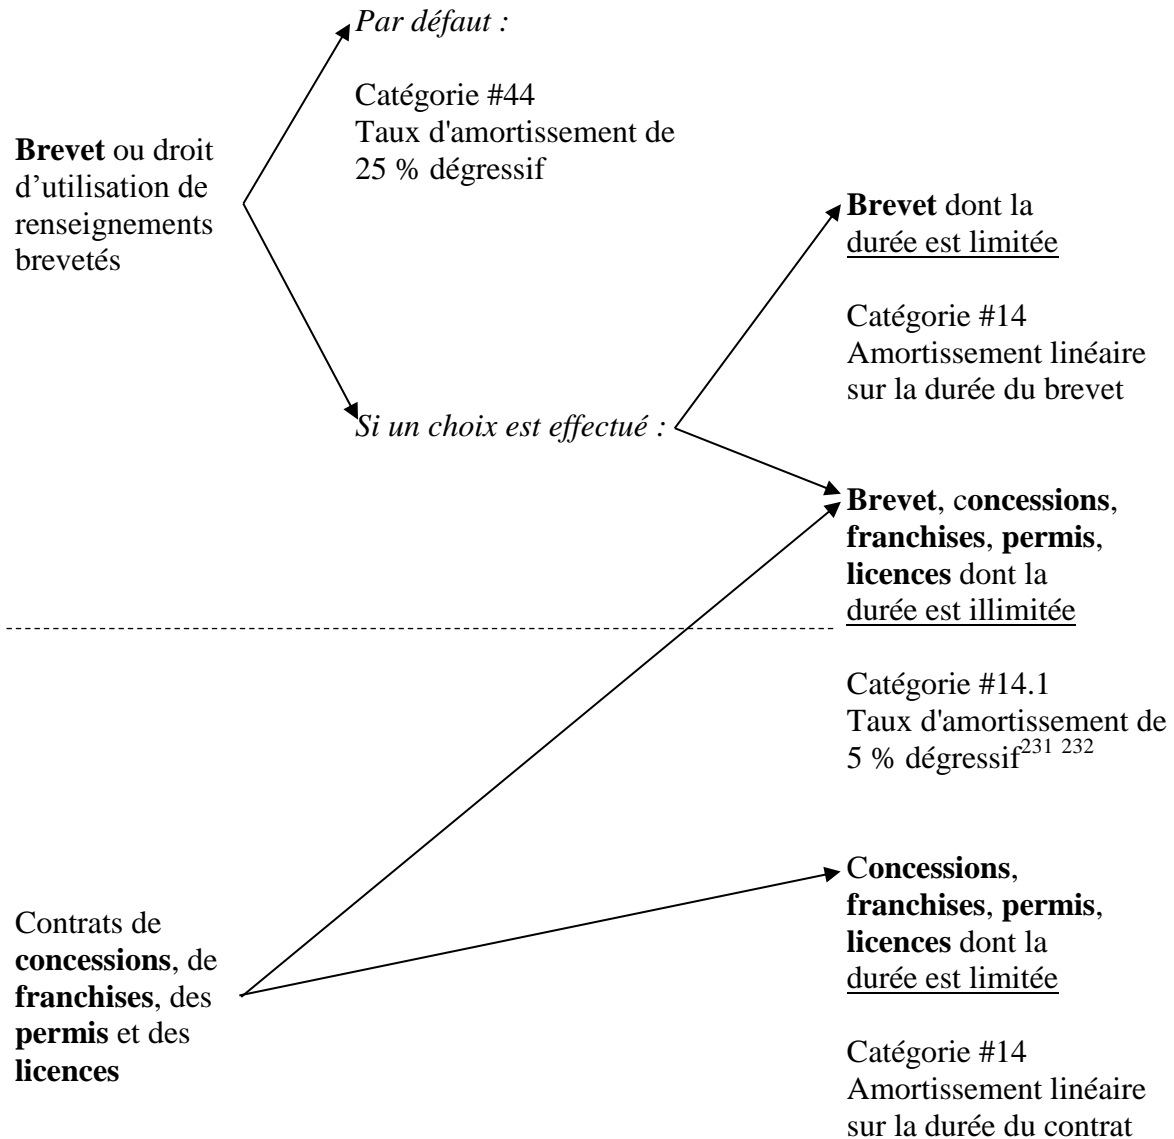 Par défaut :
Catégorie #44
Taux d'amortissement de
25 % dégressif
Brevet ou droit
d’utilisation de
renseignements
brevetés
Brevet dont la
durée est limitée
Catégorie #14
Amortissement linéaire
sur la durée du brevet
Si un choix est effectué :
Brevet, concessions,
franchises, permis,
licences dont la
durée est illimitée
Catégorie #14.1
Taux d'amortissement de
5 % dégressif231 232
Contrats de
concessions, de
franchises, des
permis et des
licences
Concessions,
franchises, permis,
licences dont la
durée est limitée
Catégorie #14
Amortissement linéaire
sur la durée du contrat